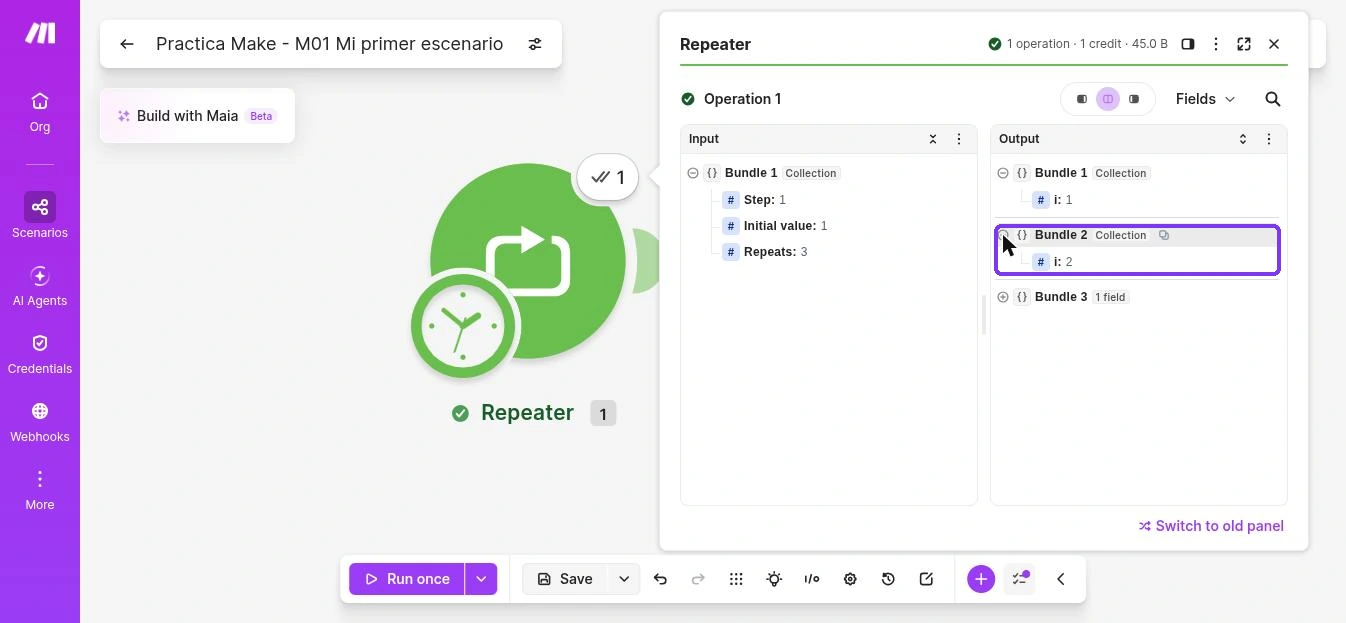 Practica Make - M01 Mi primer escenario
Build with Maia Beta
Org
Scenarios
AI Agents
Credentials
Webhooks
More
1
Repeater 1
Repeater
1 operation · 1 credit · 45.0 B
Operation 1
Fields
Input
{ } Bundle 1 Collection
# Step: 1
# Initial value: 1
# Repeats: 3
Output
{ } Bundle 1 Collection
# i: 1
{ } Bundle 2 Collection
# i: 2
{ } Bundle 3 1 field
Switch to old panel
Run once
Save